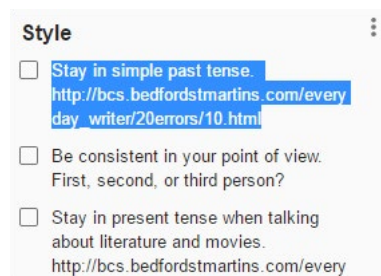 Style
Stay in simple past tense.
http://bcs.bedfordstmartins.com/every
day_writer/20errors/10.html
Be consistent in your point of view.
First, second, or third person?
Stay in present tense when talking
about literature and movies.
http://bcs.bedfordstmartins.com/every